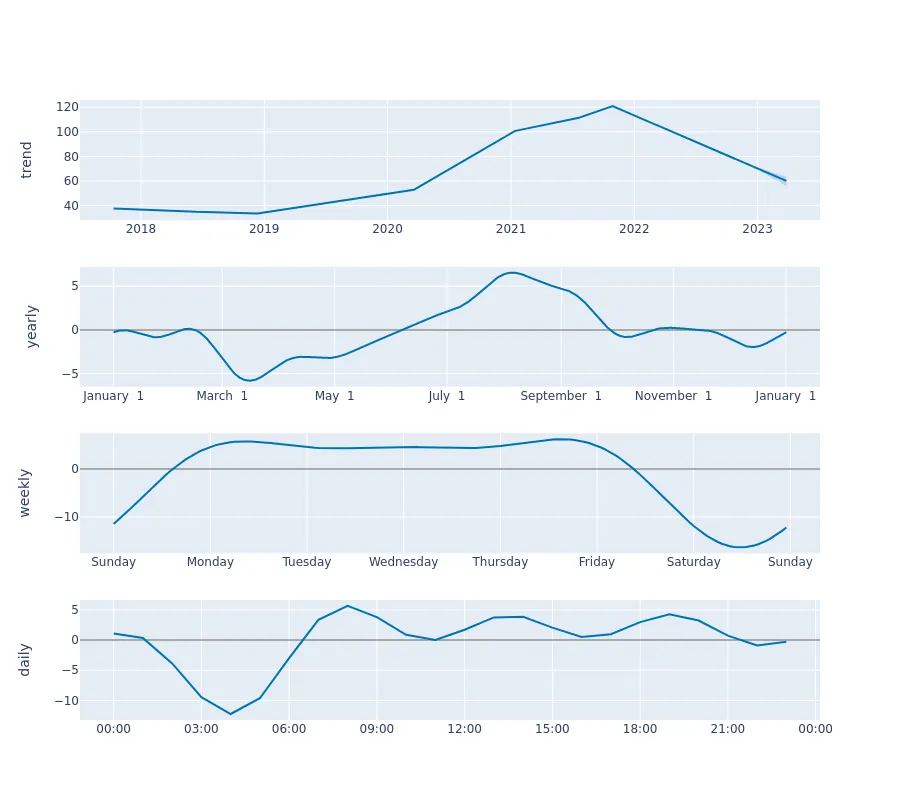 trend
120
100
80
60
40
2018 2019 2020 2021 2022 2023
yearly
5
0
−5
January 1 March 1 May 1 July 1 September 1 November 1 January 1
weekly
0
−10
Sunday Monday Tuesday Wednesday Thursday Friday Saturday Sunday
daily
5
0
−5
−10
00:00 03:00 06:00 09:00 12:00 15:00 18:00 21:00 00:00